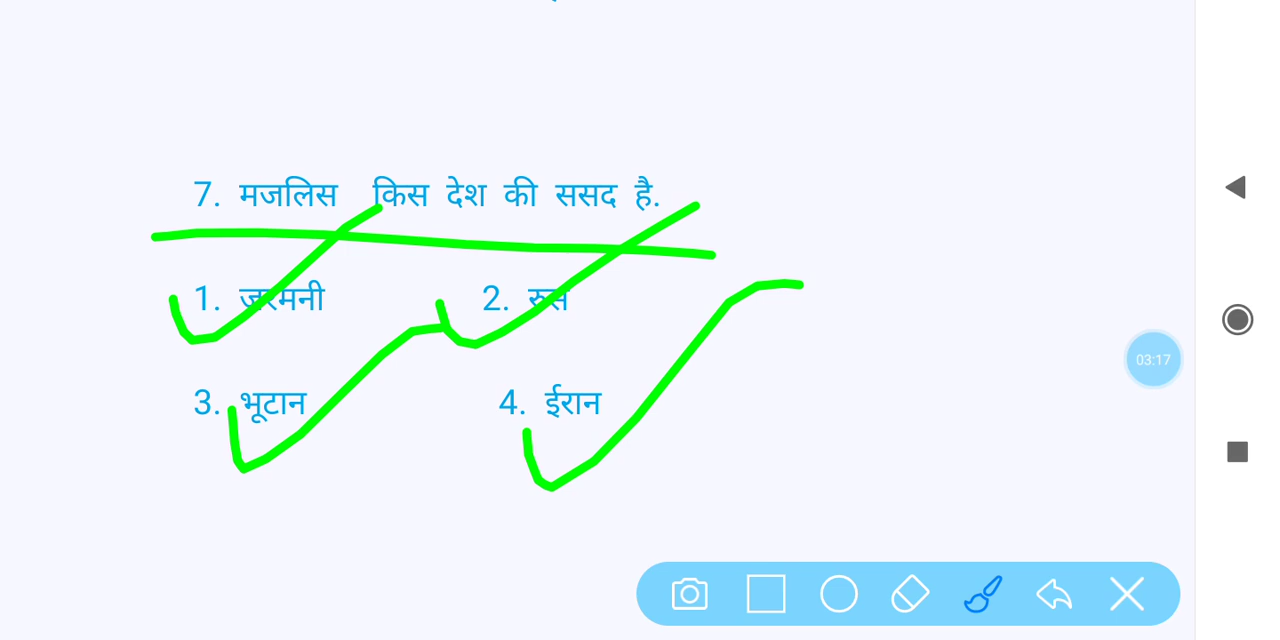 7. मजलिस किस देश की ससद है.
1. जरमनी 2. रुस
3. भूटान 4. ईरान
03:17